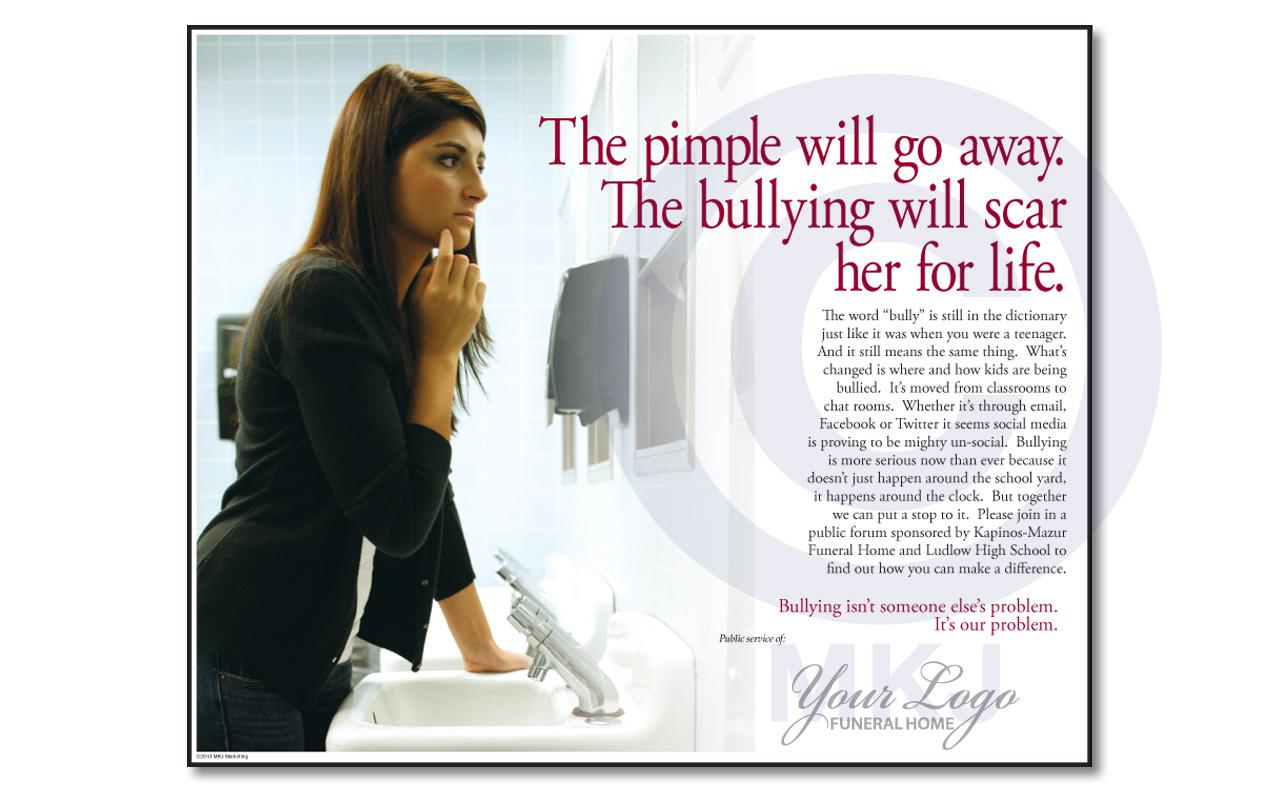 The pimple will go away.
The bullying will scar
her for life.
The word “bully” is still in the dictionary
just like it was when you were a teenager.
And it still means the same thing.  What’s
changed is where and how kids are being
bullied.  It’s moved from classrooms to
chat rooms.  Whether it’s through email,
Facebook or Twitter it seems social media
is proving to be mighty un-social.  Bullying
is more serious now than ever because it
doesn’t just happen around the school yard,
it happens around the clock.  But together
we can put a stop to it.  Please join in a
public forum sponsored by Kapinos-Mazur
Funeral Home and Ludlow High School to
find out how you can make a difference.
Bullying isn’t someone else’s problem.
It’s our problem.
Public service of:
MKJ
Your Logo
FUNERAL HOME
©2010 MKJ Marketing